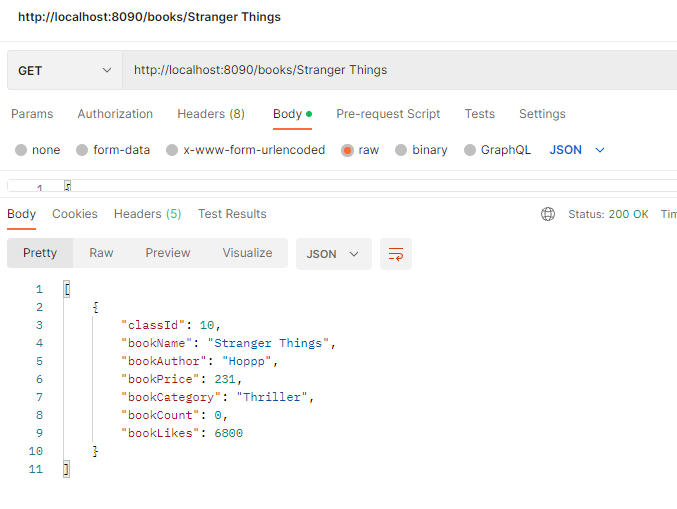 http://localhost:8090/books/Stranger Things
GET http://localhost:8090/books/Stranger Things
Params Authorization Headers (8) Body Pre-request Script Tests Settings
none form-data x-www-form-urlencoded raw binary GraphQL JSON
1 [
Body Cookies Headers (5) Test Results Status: 200 OK
Pretty Raw Preview Visualize JSON
1 [
2 {
3 "classId": 10,
4 "bookName": "Stranger Things",
5 "bookAuthor": "Hoppp",
6 "bookPrice": 231,
7 "bookCategory": "Thriller",
8 "bookCount": 0,
9 "bookLikes": 6800
10 }
11 ]